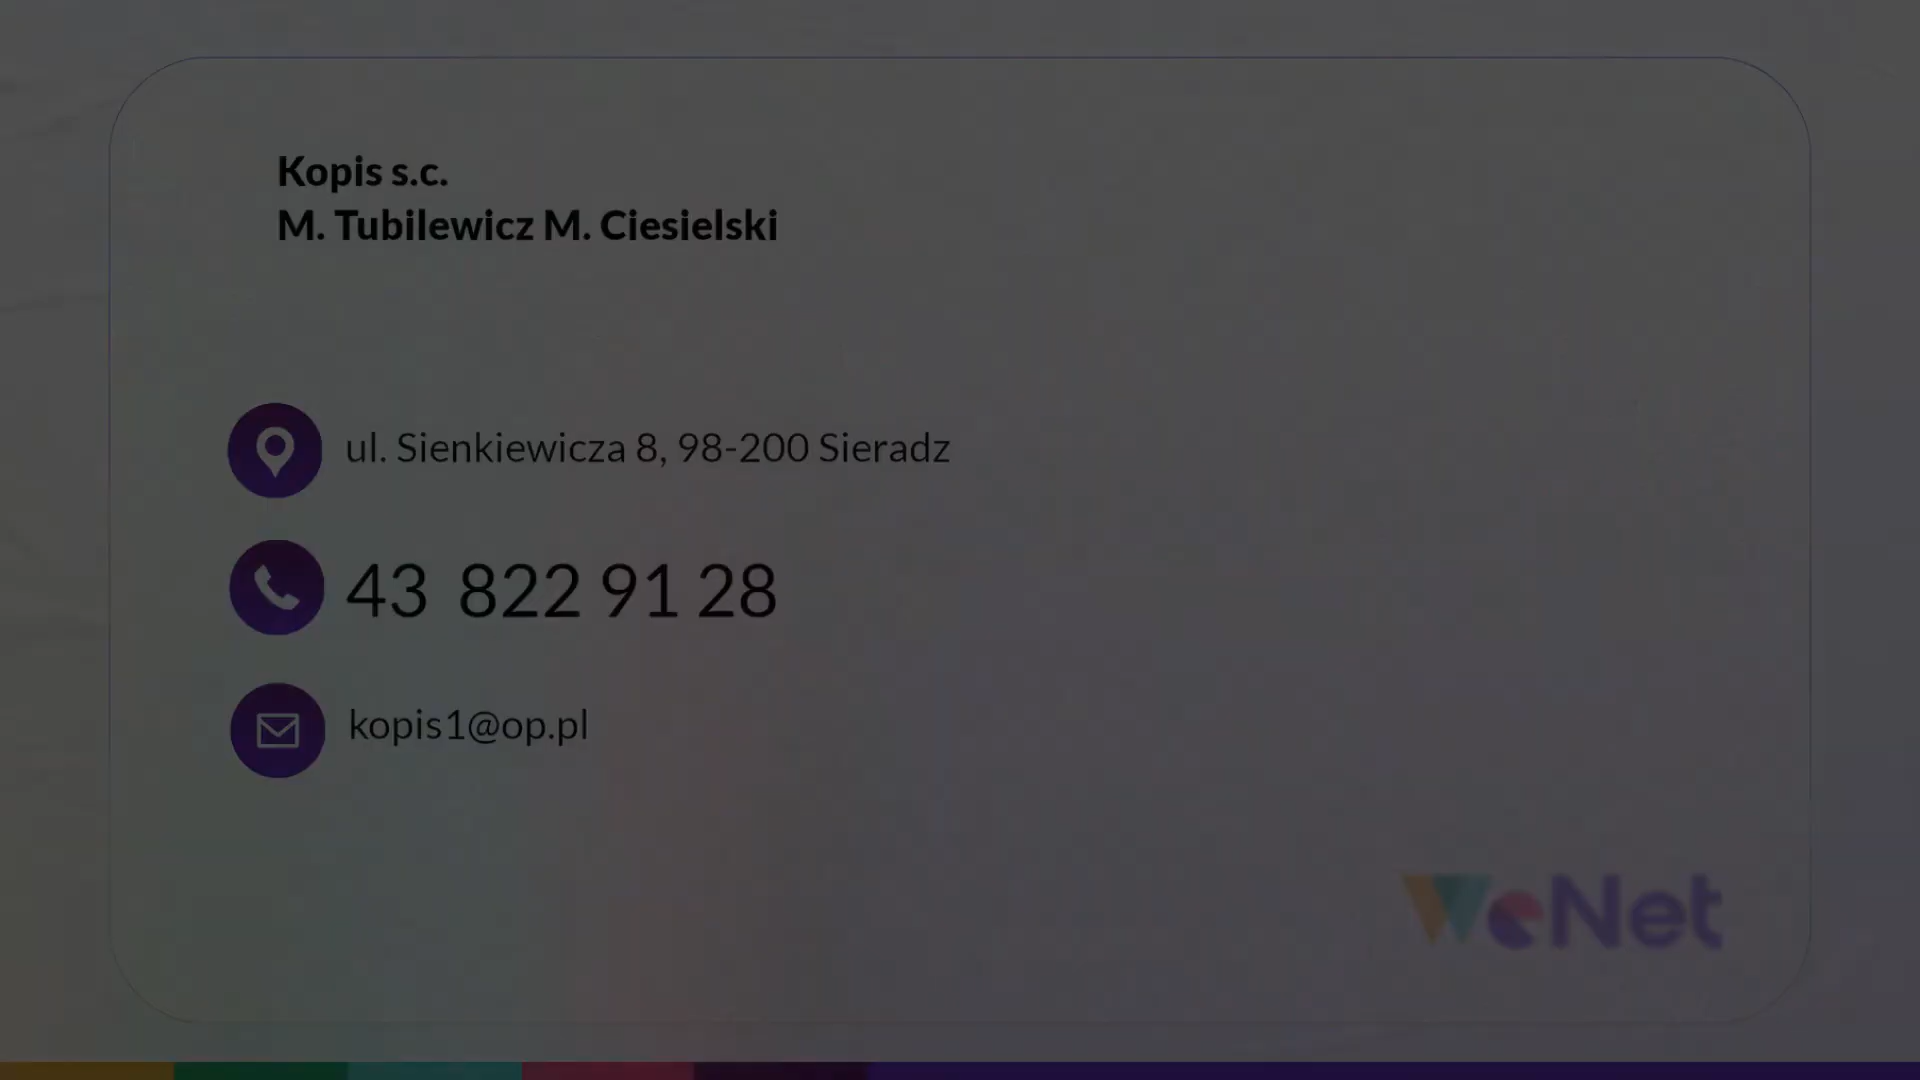 Kopis s.c.
M. Tubilewicz M. Ciesielski
ul. Sienkiewicza 8, 98-200 Sieradz
43 822 91 28
kopis1@op.pl
WeNet